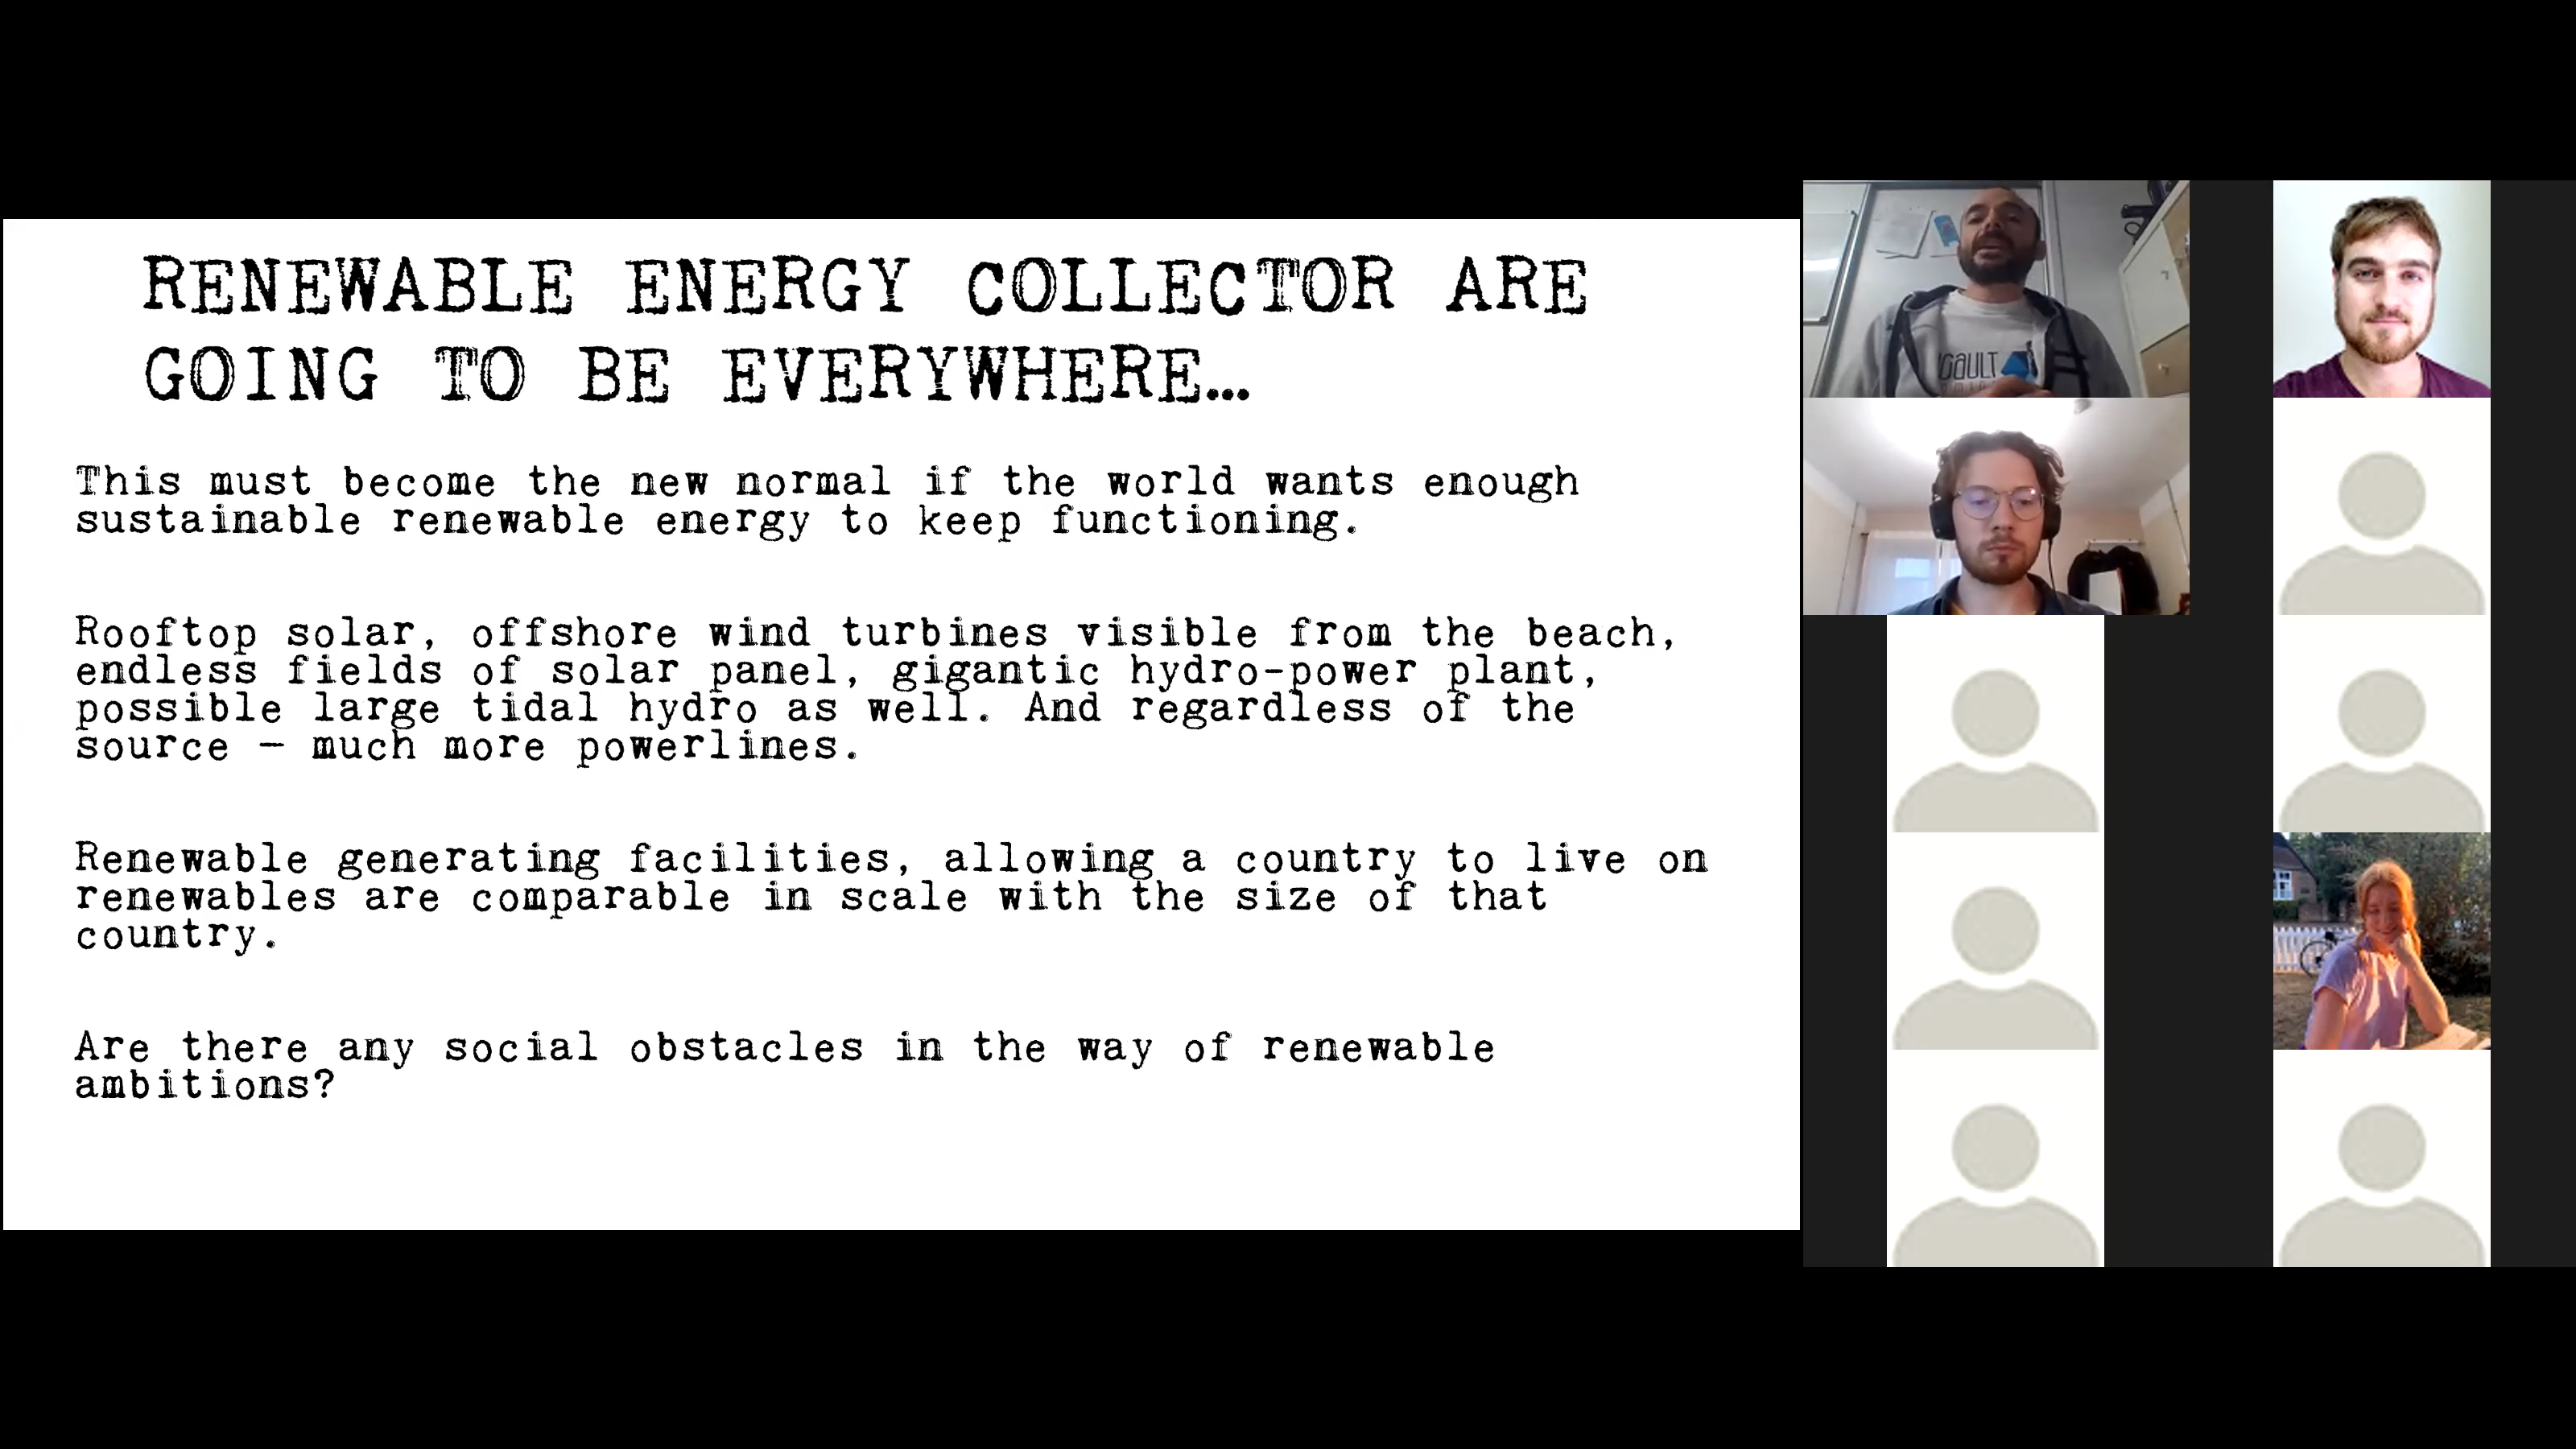 RENEWABLE ENERGY COLLECTOR ARE
GOING TO BE EVERYWHERE…
This must become the new normal if the world wants enough
sustainable renewable energy to keep functioning.
Rooftop solar, offshore wind turbines visible from the beach,
endless fields of solar panel, gigantic hydro-power plant,
possible large tidal hydro as well. And regardless of the
source – much more powerlines.
Renewable generating facilities, allowing a country to live on
renewables are comparable in scale with the size of that
country.
Are there any social obstacles in the way of renewable
ambitions?